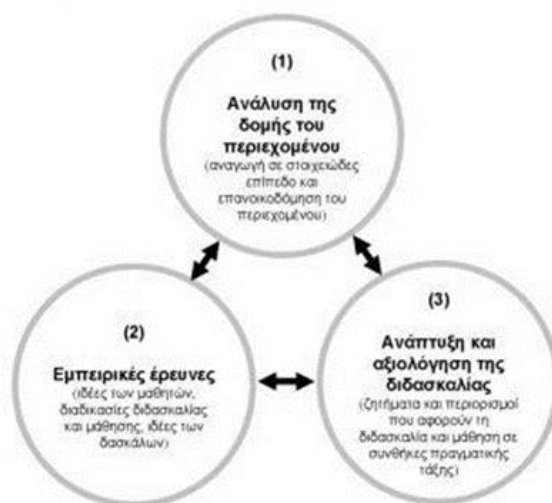 (1)
Ανάλυση της
δομής του
περιεχομένου
(αναγωγή σε στοιχειώδες
επίπεδο και
επανοικοδόμηση του
περιεχομένου)
(2)
Εμπειρικές έρευνες
(ιδέες των μαθητών,
διαδικασίες διδασκαλίας
και μάθησης, ιδέες των
δασκάλων)
(3)
Ανάπτυξη και
αξιολόγηση της
διδασκαλίας
(ζητήματα και περιορισμοί
που αφορούν τη
διδασκαλία και μάθηση σε
συνθήκες πραγματικής
τάξης)